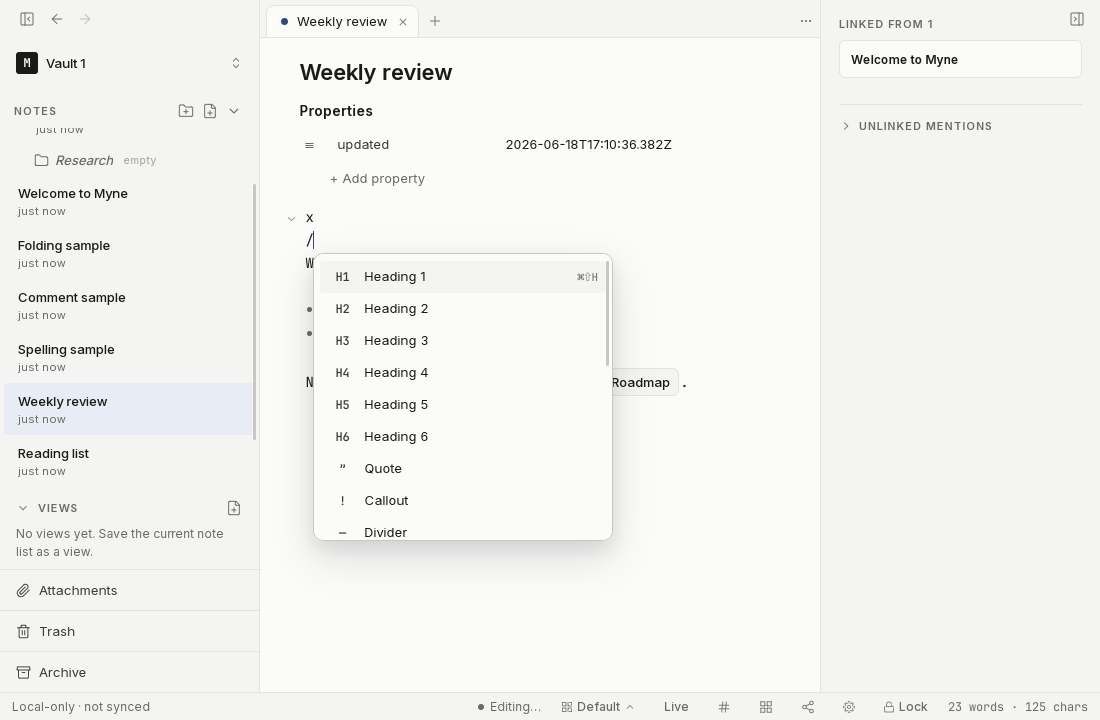 M Vault 1
NOTES
just now
Research empty
Welcome to Myne
just now
Folding sample
just now
Comment sample
just now
Spelling sample
just now
Weekly review
just now
Reading list
just now
VIEWS
No views yet. Save the current note
list as a view.
Attachments
Trash
Archive
Local-only · not synced
Weekly review
Weekly review
Properties
updated 2026-06-18T17:10:36.382Z
+ Add property
x
/
W
H1 Heading 1 ⌘⇧H
H2 Heading 2
H3 Heading 3
H4 Heading 4
H5 Heading 5
H6 Heading 6
" Quote
! Callout
— Divider
N Roadmap .
LINKED FROM 1
Welcome to Myne
UNLINKED MENTIONS
Editing… Default Live Lock 23 words · 125 chars